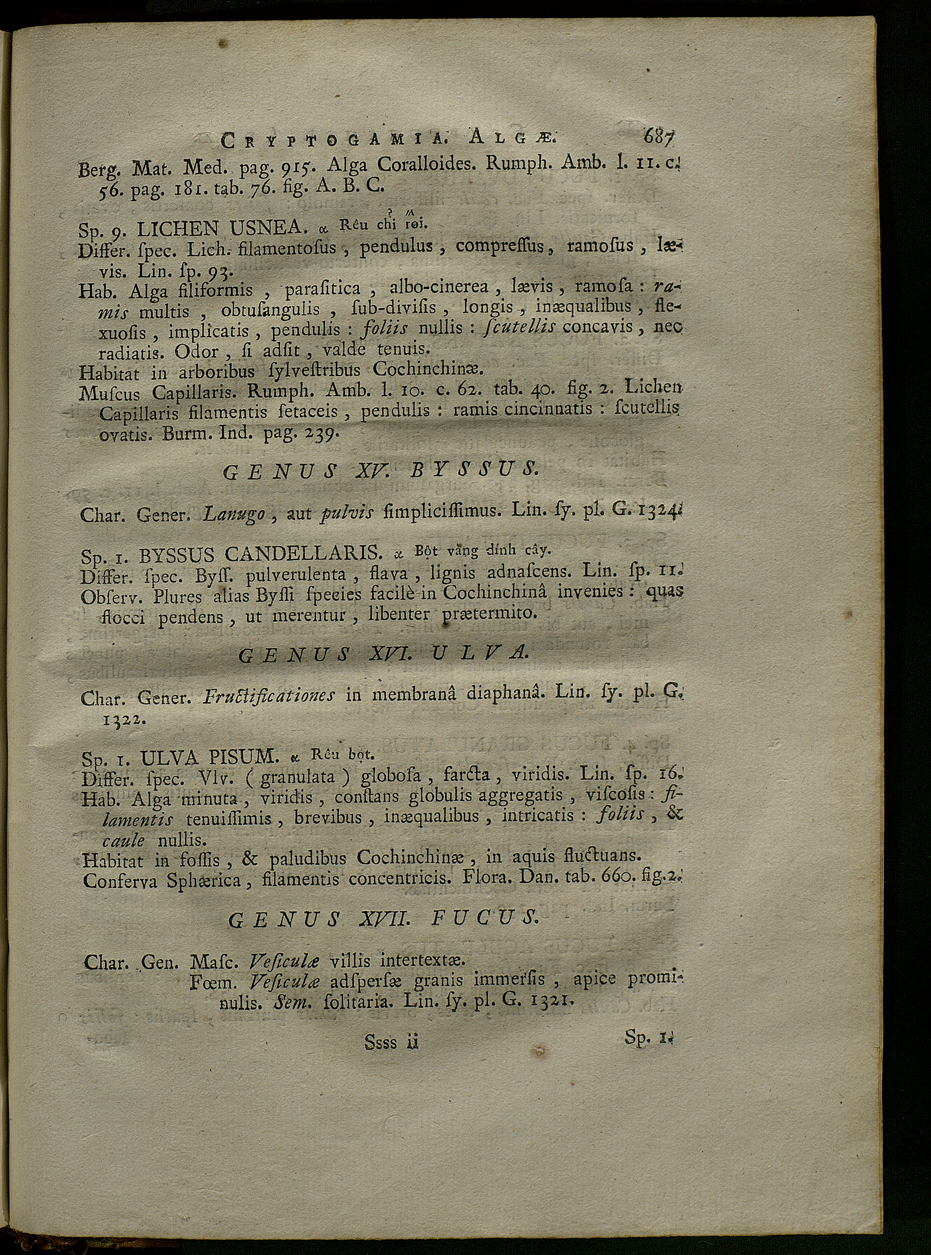 CRYPTOGAMIA. ALGÆ. 687
Berg. Mat. Med. pag. 915. Alga Coralloides. Rumph. Amb. l. 11. c.
56. pag. 181. tab. 76. fig. A. B. C.
Sp. 9. LICHEN USNEA. α Rêu chỉ rối.
Differ. ſpec. Lich. filamentoſus, pendulus, compreſſus, ramoſus, læ-
vis. Lin. ſp. 93.
Hab. Alga filiformis, paraſitica, albo-cinerea, lævis, ramoſa: ra-
mis multis, obtuſangulis, ſub-diviſis, longis, inæqualibus, fle-
xuoſis, implicatis, pendulis: foliis nullis: ſcutellis concavis, nec
radiatis. Odor, ſi adſit, valde tenuis.
Habitat in arboribus ſylveſtribus Cochinchinæ.
Muſcus Capillaris. Rumph. Amb. l. 10. c. 62. tab. 40. fig. 2. Lichen
Capillaris filamentis ſetaceis, pendulis: ramis cincinnatis: ſcutellis
ovatis. Burm. Ind. pag. 239.
GENUS XV. BYSSUS.
Char. Gener. Lanugo, aut pulvis ſimpliciſſimus. Lin. ſy. pl. G. 1324.
Sp. 1. BYSSUS CANDELLARIS. α Bột vàng dính cây.
Differ. ſpec. Byſſ. pulverulenta, flava, lignis adnaſcens. Lin. ſp. 11.
Obſerv. Plures alias Byſſi ſpecies facilè in Cochinchinâ invenies: quas
flocci pendens, ut merentur, libenter prætermito.
GENUS XVI. ULVA.
Char. Gener. Fructificationes in membranâ diaphanâ. Lin. ſy. pl. G.
1322.
Sp. 1. ULVA PISUM. α Rêu bọt.
Differ. ſpec. Vlv. (granulata) globoſa, farcta, viridis. Lin. ſp. 16.
Hab. Alga minuta, viridis, conſtans globulis aggregatis, viſcoſis: fi-
lamentis tenuiſſimis, brevibus, inæqualibus, intricatis: foliis, &
caule nullis.
Habitat in foſſis, & paludibus Cochinchinæ, in aquis fluctuans.
Conferva Sphærica, filamentis concentricis. Flora. Dan. tab. 660. fig. 2.
GENUS XVII. FUCUS.
Char. Gen. Maſc. Veſiculæ villis intertextæ.
Fœm. Veſiculæ adſperſæ granis immerſis, apice promi-
nulis. Sem. ſolitaria. Lin. ſy. pl. G. 1321.
Ssss ii Sp. 1.